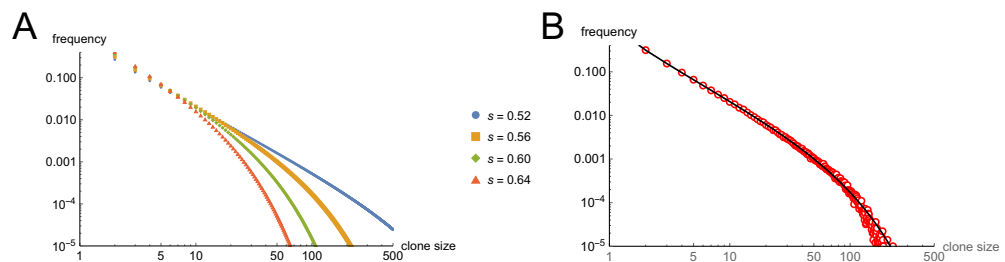 A
frequency
0.100
0.010
0.001
10⁻⁴
10⁻⁵
1
5
10
50
100
500
clone size
s = 0.52
s = 0.56
s = 0.60
s = 0.64
B
frequency
0.100
0.010
0.001
10⁻⁴
10⁻⁵
1
5
10
50
100
500
clone size